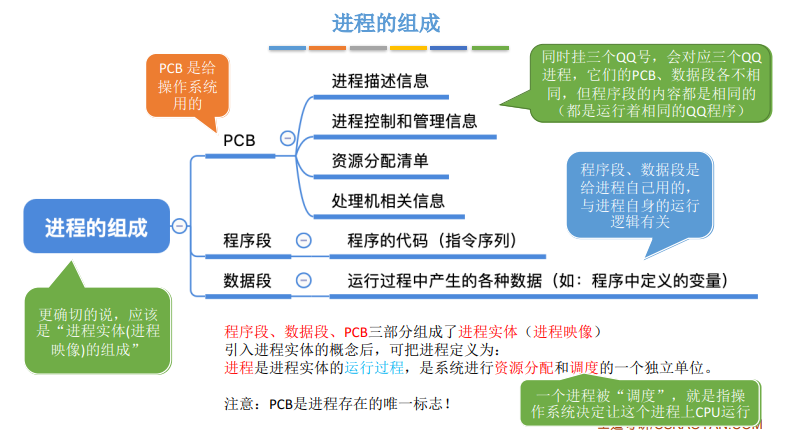 进程的组成
PCB 是给
操作系统
用的
同时挂三个QQ号，会对应三个QQ
进程，它们的PCB、数据段各不相
同，但程序段的内容都是相同的
（都是运行着相同的QQ程序）
进程描述信息
进程控制和管理信息
PCB
资源分配清单
处理机相关信息
程序段、数据段是
给进程自己用的，
与进程自身的运行
逻辑有关
进程的组成
程序段
程序的代码（指令序列）
数据段
运行过程中产生的各种数据（如：程序中定义的变量）
更确切的说，应该
是“进程实体(进程
映像)的组成”
程序段、数据段、PCB三部分组成了进程实体（进程映像）
引入进程实体的概念后，可把进程定义为：
进程是进程实体的运行过程，是系统进行资源分配和调度的一个独立单位。
一个进程被“调度”，就是指操
作系统决定让这个进程上CPU运行
注意：PCB是进程存在的唯一标志！